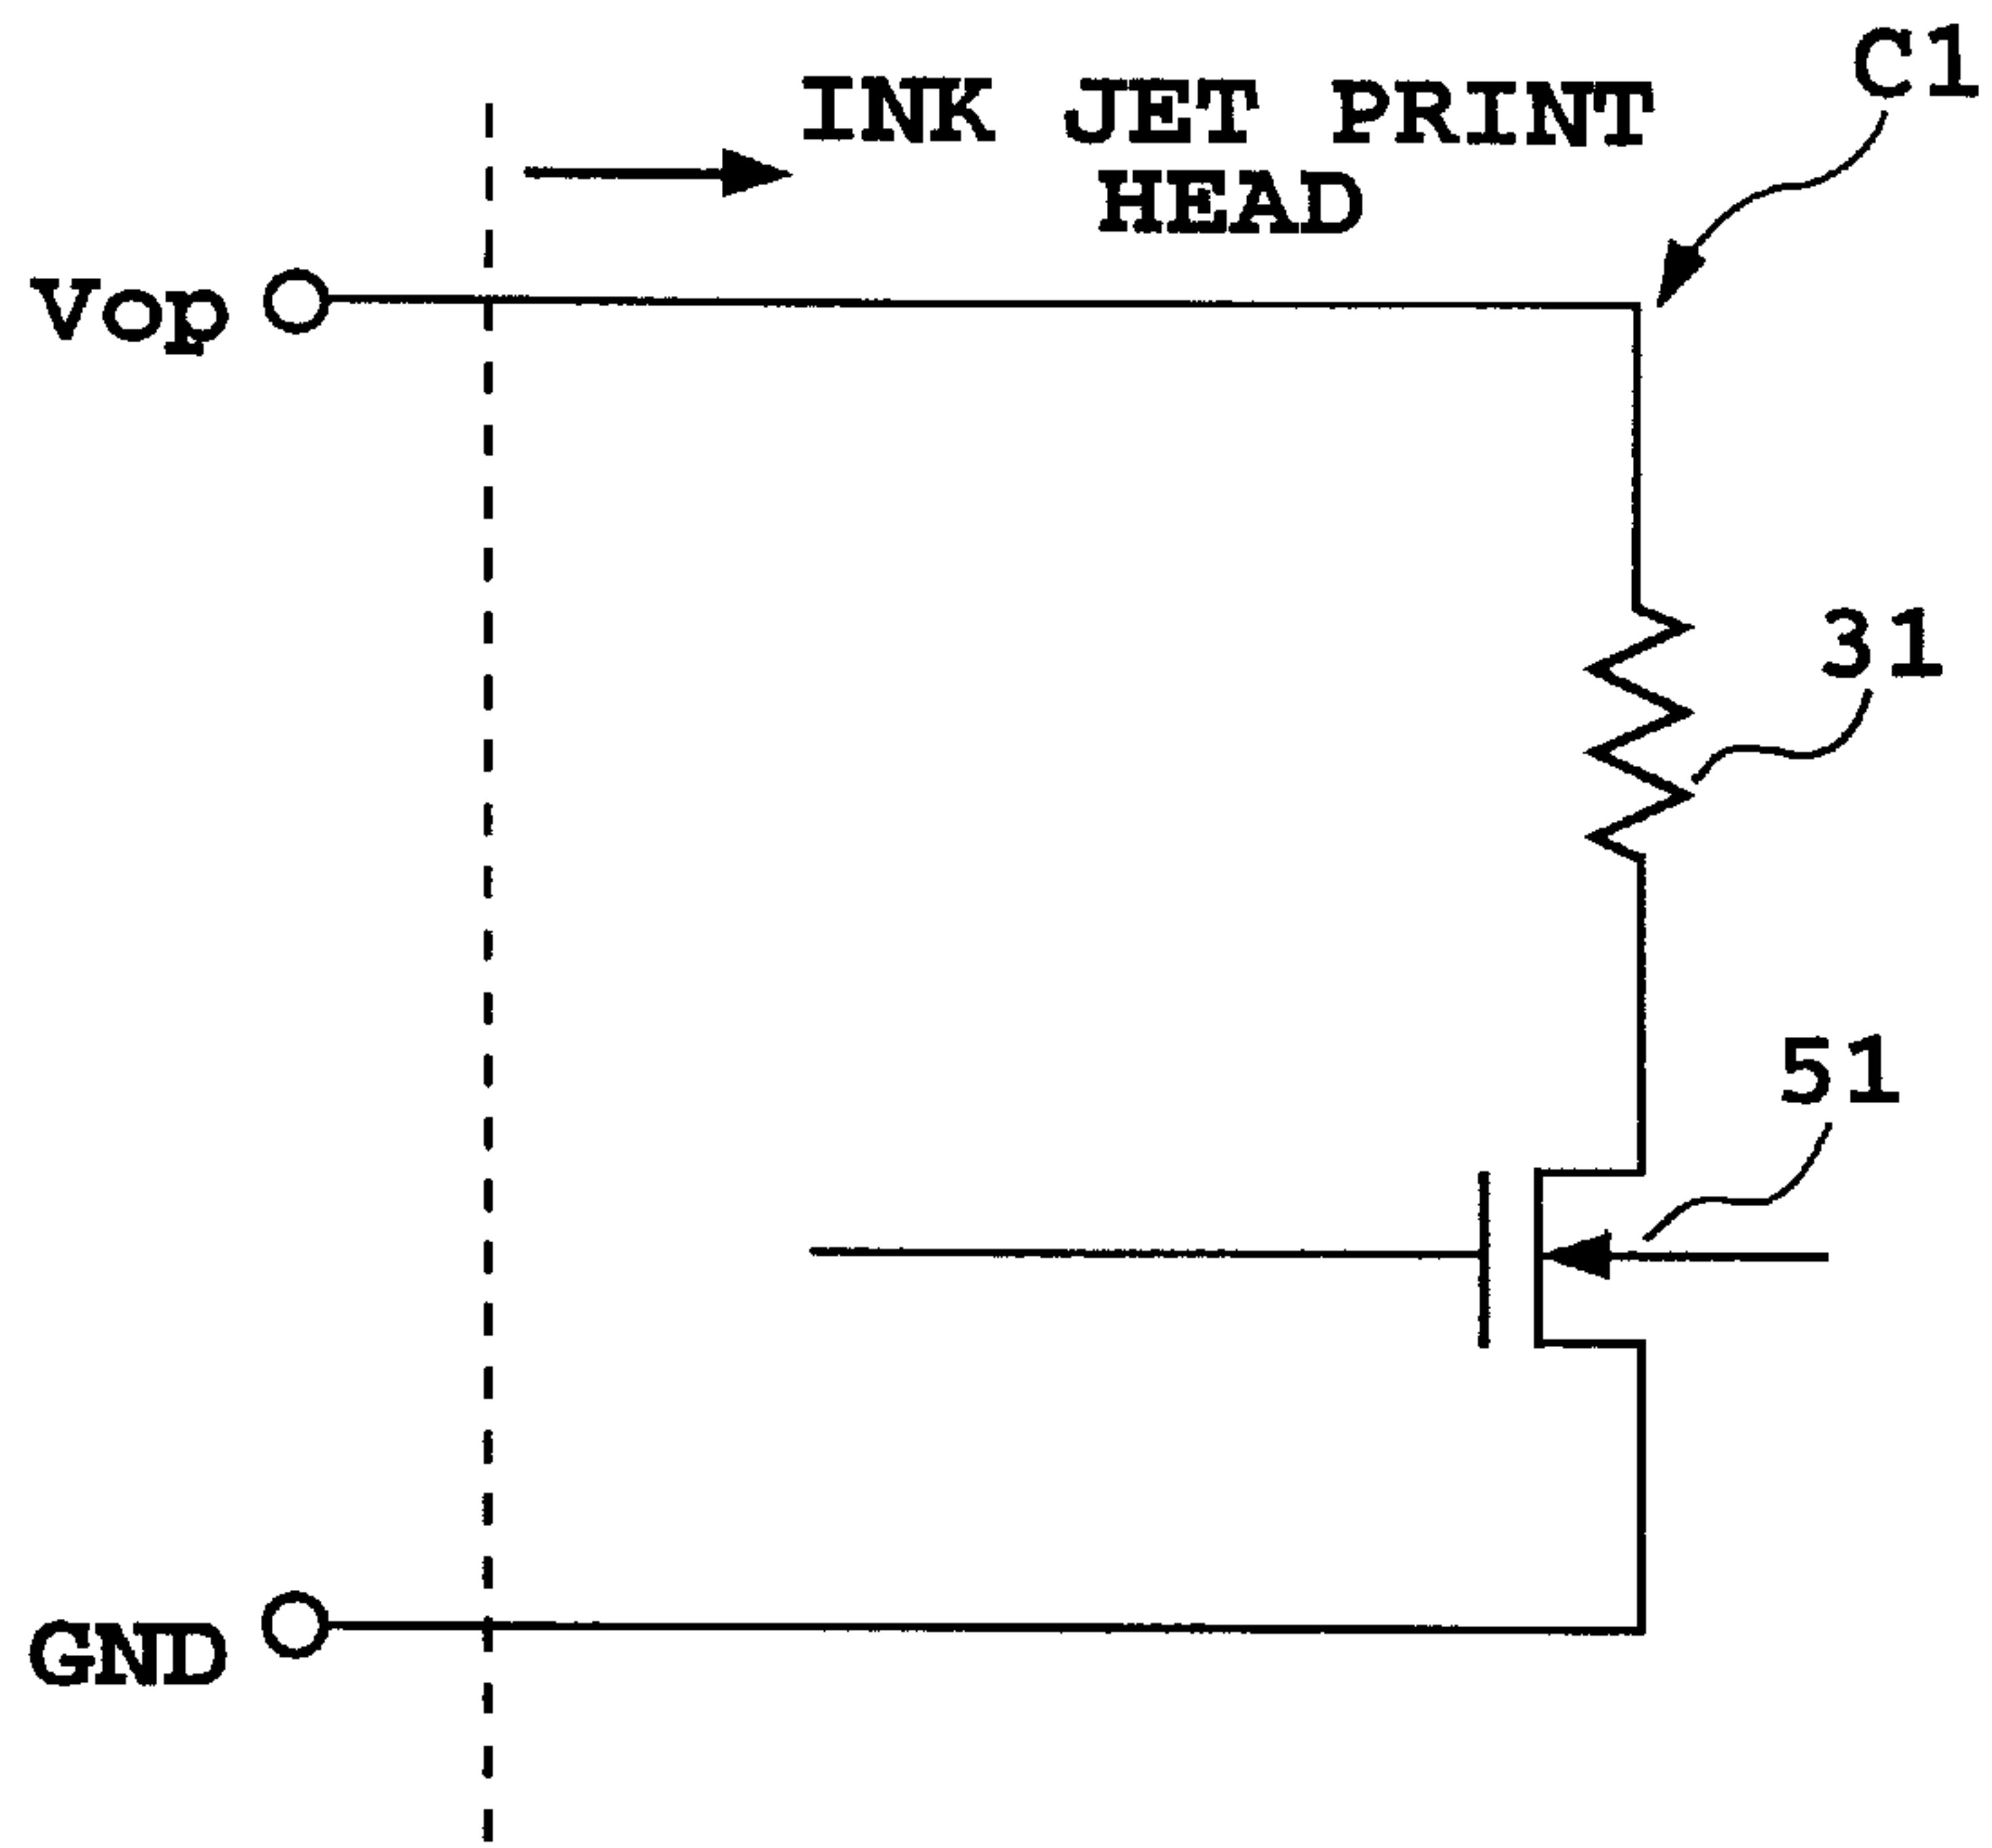 C1
INK JET PRINT
HEAD
Vop
31
51
GND